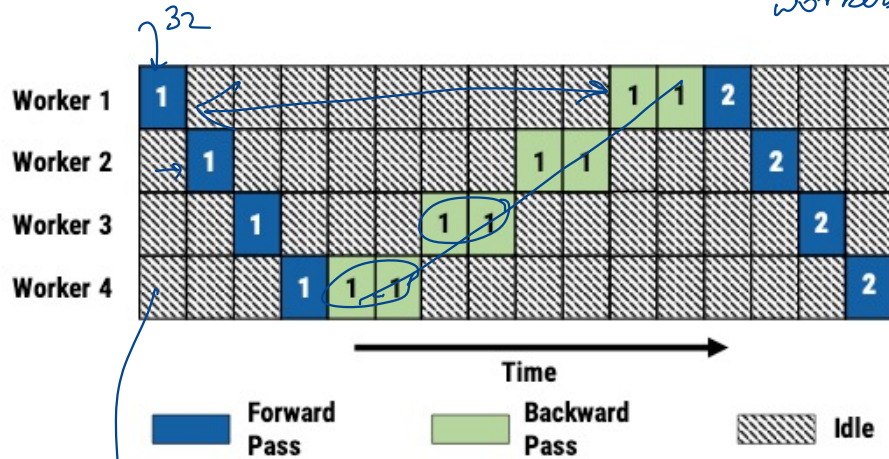 32
Worker 1 1 1 1 2
Worker 2 1 1 1 2
Worker 3 1 1 1 2
Worker 4 1 1 1 2
Time
Forward Pass
Backward Pass
Idle